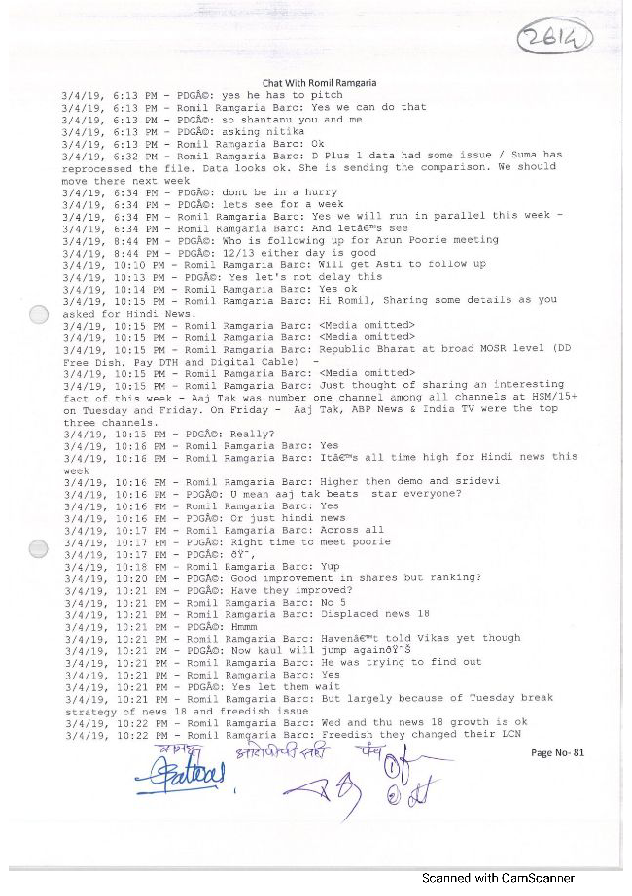 2614
Chat With Romil Ramgaria
3/4/19, 6:13 PM - PDGÂ©: yes he has to pitch
3/4/19, 6:13 PM - Romil Ramgaria Barc: Yes we can do that
3/4/19, 6:13 PM - PDGÂ©: so shantanu you and me
3/4/19, 6:13 PM - PDGÂ©: asking nitika
3/4/19, 6:13 PM - Romil Ramgaria Barc: Ok
3/4/19, 6:32 PM - Romil Ramgaria Barc: D Plus 1 data had some issue / Suma has
reprocessed the file. Data looks ok. She is sending the comparison. We should
move there next week
3/4/19, 6:34 PM - PDGÂ©: dont be in a hurry
3/4/19, 6:34 PM - PDGÂ©: lets see for a week
3/4/19, 6:34 PM - Romil Ramgaria Barc: Yes we will run in parallel this week -
3/4/19, 6:34 PM - Romil Ramgaria Barc: And letâ€™s see
3/4/19, 8:44 PM - PDGÂ©: Who is following up for Arun Poorie meeting
3/4/19, 8:44 PM - PDGÂ©: 12/13 either day is good
3/4/19, 10:10 PM - Romil Ramgaria Barc: Will get Asti to follow up
3/4/19, 10:13 PM - PDGÂ©: Yes let's not delay this
3/4/19, 10:14 PM - Romil Ramgaria Barc: Yes ok
3/4/19, 10:15 PM - Romil Ramgaria Barc: Hi Romil, Sharing some details as you
asked for Hindi News.
3/4/19, 10:15 PM - Romil Ramgaria Barc: <Media omitted>
3/4/19, 10:15 PM - Romil Ramgaria Barc: <Media omitted>
3/4/19, 10:15 PM - Romil Ramgaria Barc: Republic Bharat at broad MOSR level (DD
Free Dish, Pay DTH and Digital Cable) -
3/4/19, 10:15 PM - Romil Ramgaria Barc: <Media omitted>
3/4/19, 10:15 PM - Romil Ramgaria Barc: Just thought of sharing an interesting
fact of this week - Aaj Tak was number one channel among all channels at HSM/15+
on Tuesday and Friday. On Friday - Aaj Tak, ABP News & India TV were the top
three channels.
3/4/19, 10:15 PM - PDGÂ©: Really?
3/4/19, 10:16 PM - Romil Ramgaria Barc: Yes
3/4/19, 10:16 PM - Romil Ramgaria Barc: Itâ€™s all time high for Hindi news this
week
3/4/19, 10:16 PM - Romil Ramgaria Barc: Higher then demo and sridevi
3/4/19, 10:16 PM - PDGÂ©: U mean aaj tak beats star everyone?
3/4/19, 10:16 PM - Romil Ramgaria Barc: Yes
3/4/19, 10:16 PM - PDGÂ©: Or just hindi news
3/4/19, 10:17 PM - Romil Ramgaria Barc: Across all
3/4/19, 10:17 PM - PDGÂ©: Right time to meet poorie
3/4/19, 10:17 PM - PDGÂ©: ðŸ˜‚
3/4/19, 10:18 PM - Romil Ramgaria Barc: Yup
3/4/19, 10:20 PM - PDGÂ©: Good improvement in shares but ranking?
3/4/19, 10:21 PM - PDGÂ©: Have they improved?
3/4/19, 10:21 PM - Romil Ramgaria Barc: No 5
3/4/19, 10:21 PM - Romil Ramgaria Barc: Displaced news 18
3/4/19, 10:21 PM - PDGÂ©: Hmmm
3/4/19, 10:21 PM - Romil Ramgaria Barc: Havenâ€™t told Vikas yet though
3/4/19, 10:21 PM - PDGÂ©: Now kaul will jump againðŸ˜Š
3/4/19, 10:21 PM - Romil Ramgaria Barc: He was trying to find out
3/4/19, 10:21 PM - Romil Ramgaria Barc: Yes
3/4/19, 10:21 PM - PDGÂ©: Yes let them wait
3/4/19, 10:21 PM - Romil Ramgaria Barc: But largely because of Tuesday break
strategy of news 18 and freedish issue
3/4/19, 10:22 PM - Romil Ramgaria Barc: Wed and thu news 18 growth is ok
3/4/19, 10:22 PM - Romil Ramgaria Barc: Freedish they changed their LCN
आरोपीची सही पंच
Page No- 81
Scanned with CamScanner